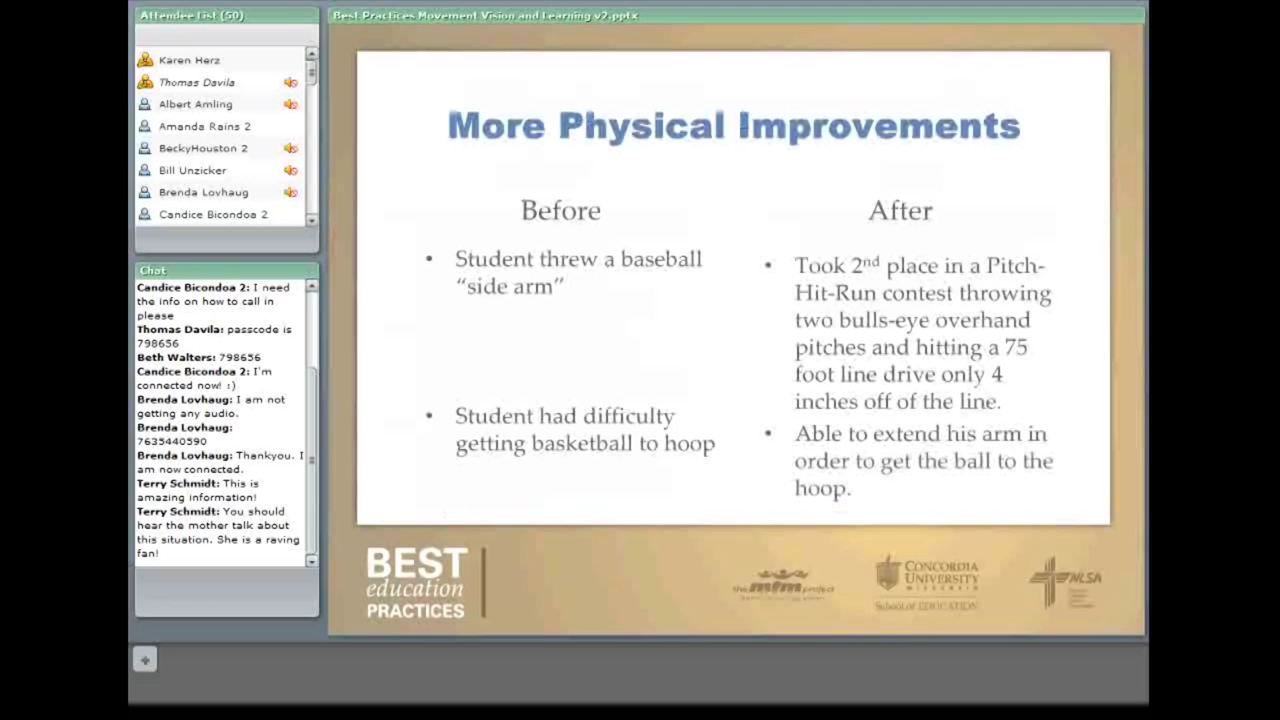 Attendee List (50)
Karen Herz
Thomas Davila
Albert Amling
Amanda Rains 2
BeckyHouston 2
Bill Unzicker
Brenda Lovhaug
Candice Bicondoa 2
Chat
Candice Bicondoa 2: I need
the info on how to call in
please
Thomas Davila: passcode is
798656
Beth Walters: 798656
Candice Bicondoa 2: I'm
connected now! :)
Brenda Lovhaug: I am not
getting any audio.
Brenda Lovhaug:
7635440590
Brenda Lovhaug: Thankyou. I
am now connected.
Terry Schmidt: This is
amazing information!
Terry Schmidt: You should
hear the mother talk about
this situation. She is a raving
fan!
Best Practices Movement Vision and Learning v2.pptx
More Physical Improvements
Before
• Student threw a baseball
“side arm”
• Student had difficulty
getting basketball to hoop
After
• Took 2nd place in a Pitch-
Hit-Run contest throwing
two bulls-eye overhand
pitches and hitting a 75
foot line drive only 4
inches off of the line.
• Able to extend his arm in
order to get the ball to the
hoop.
BEST
education
PRACTICES
the mfm project
CONCORDIA
UNIVERSITY
WISCONSIN
School of EDUCATION
NLSA